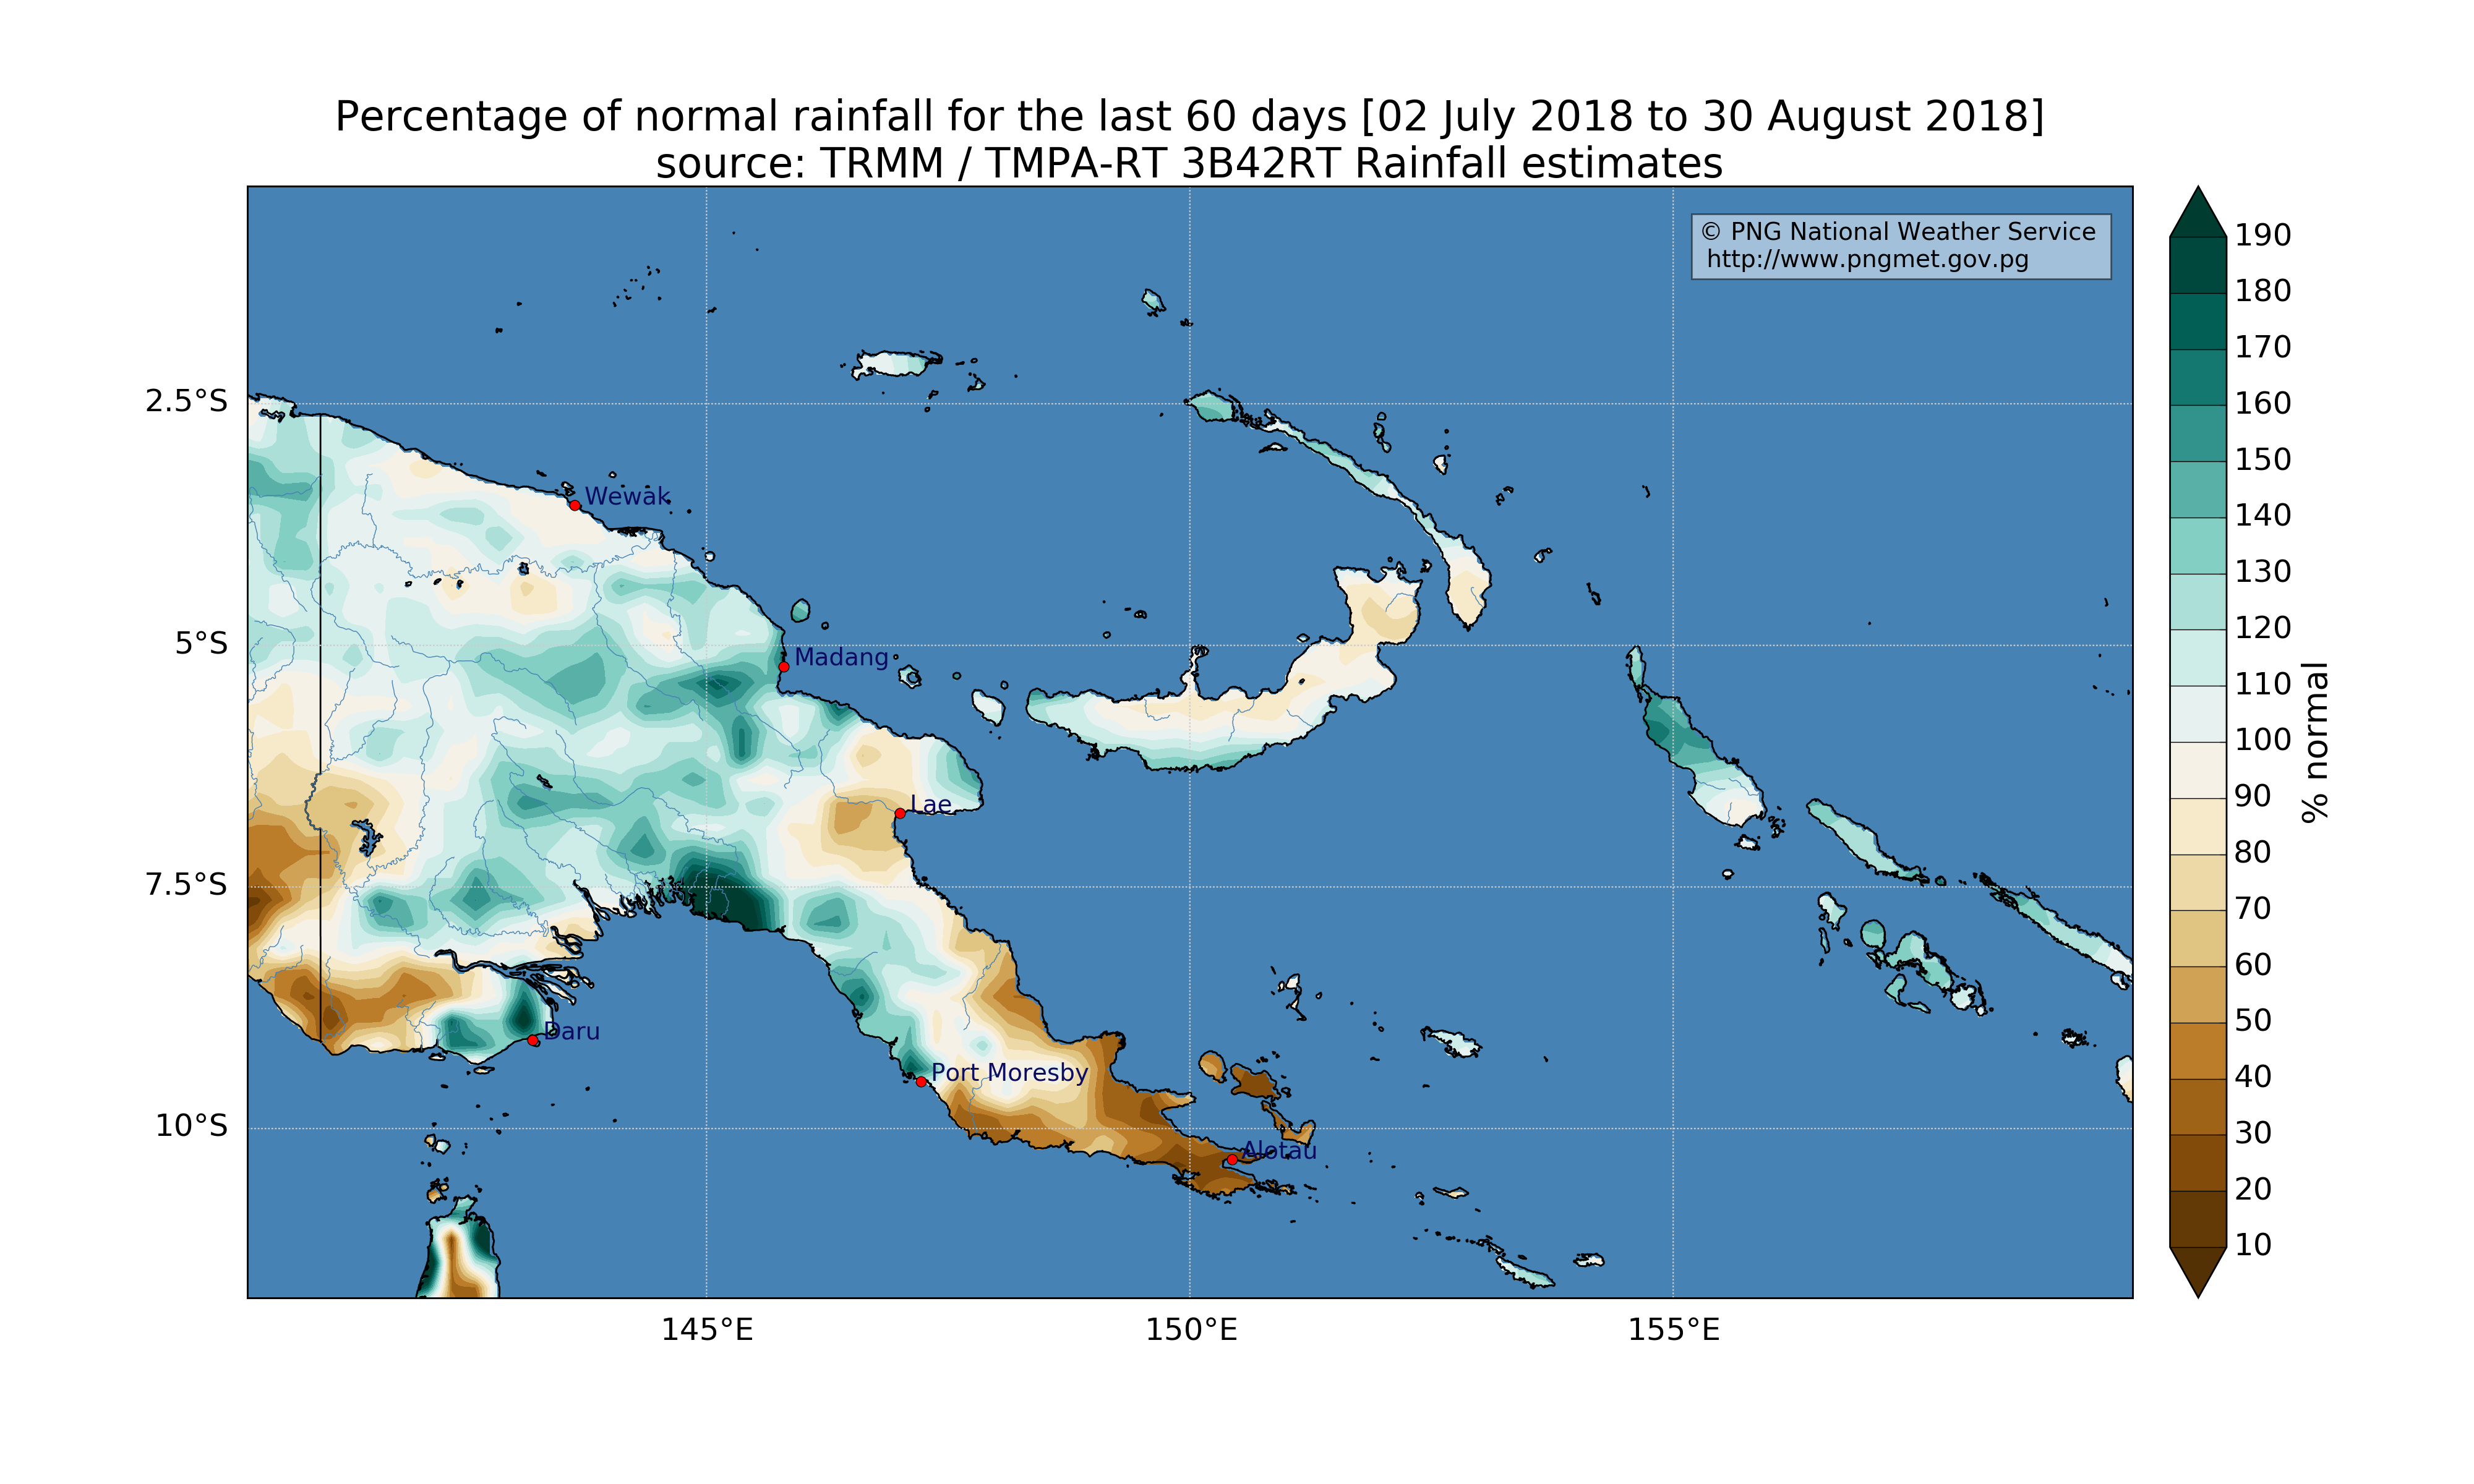 Percentage of normal rainfall for the last 60 days [02 July 2018 to 30 August 2018]
source: TRMM / TMPA-RT 3B42RT Rainfall estimates
© PNG National Weather Service
http://www.pngmet.gov.pg
2.5°S
5°S
7.5°S
10°S
145°E
150°E
155°E
Wewak
Madang
Lae
Daru
Port Moresby
Alotau
190
180
170
160
150
140
130
120
110
100
90
80
70
60
50
40
30
20
10
% normal